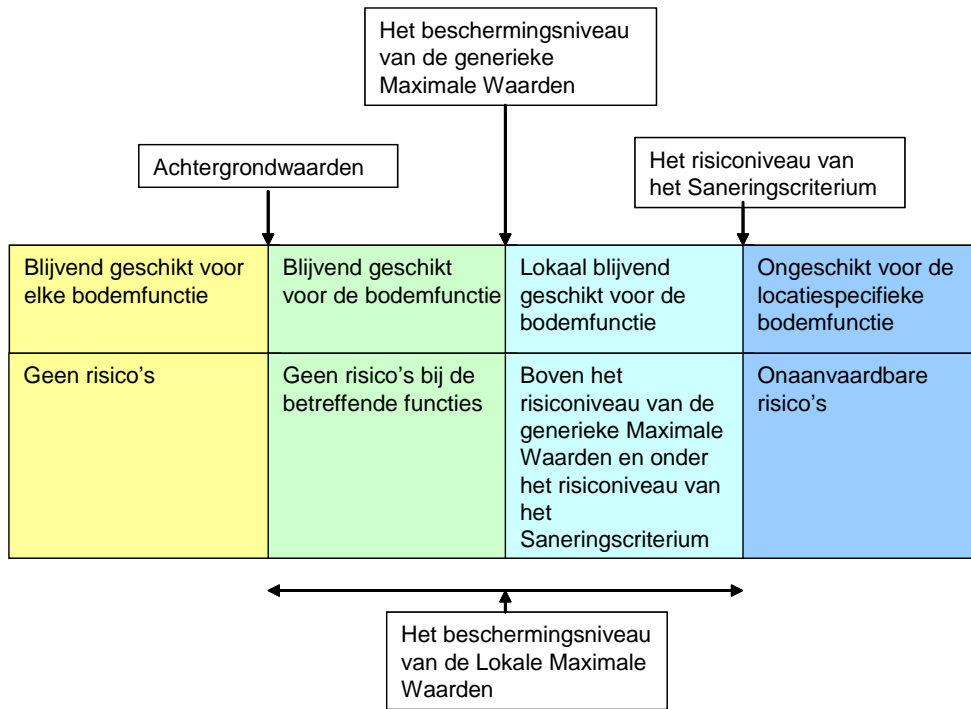 Het beschermingsniveau
van de generieke
Maximale Waarden
Achtergrondwaarden
Het risiconiveau van
het Saneringscriterium
Blijvend geschikt voor
elke bodemfunctie
Blijvend geschikt
voor de bodemfunctie
Lokaal blijvend
geschikt voor de
bodemfunctie
Ongeschikt voor de
locatiespecifieke
bodemfunctie
Geen risico's
Geen risico's bij de
betreffende functies
Boven het
risiconiveau van de
generieke Maximale
Waarden en onder
het risiconiveau van
het
Saneringscriterium
Onaanvaardbare
risico's
Het beschermingsniveau
van de Lokale Maximale
Waarden